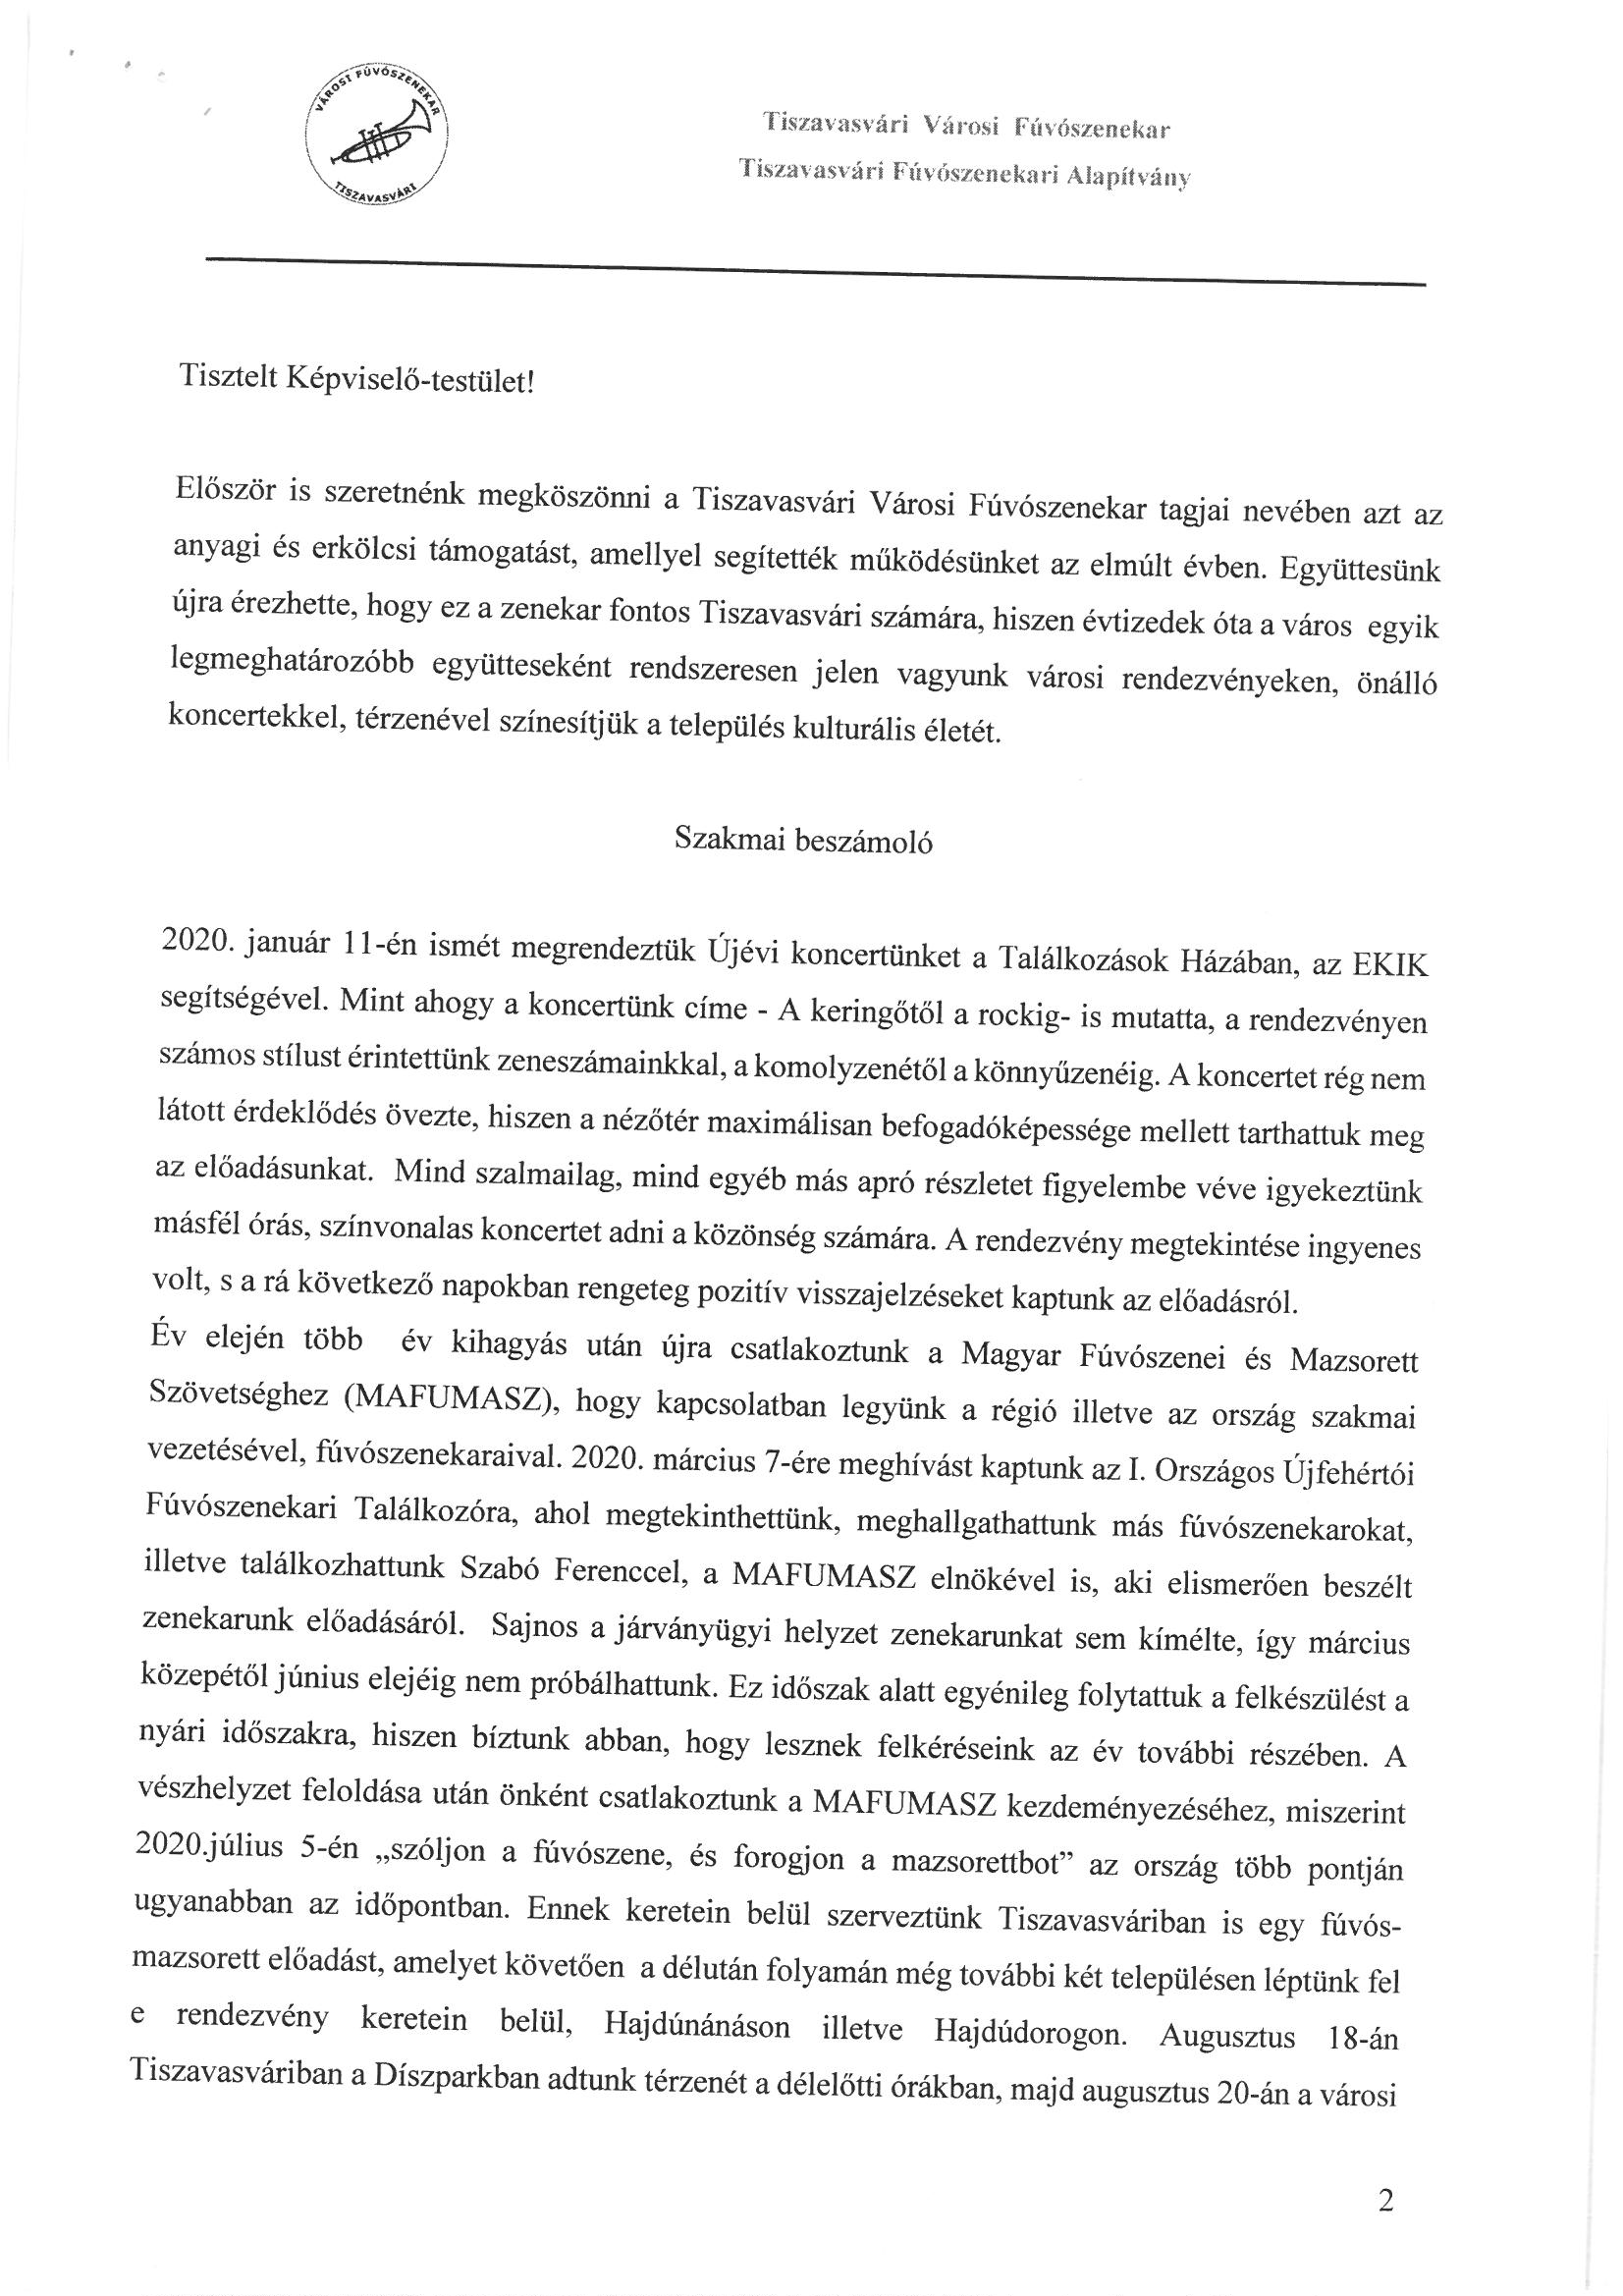 VÁROSI FÚVÓSZENEKAR
TISZAVASVÁRI
Tiszavasvári Városi Fúvószenekar
Tiszavasvári Fúvószenekari Alapítvány
Tisztelt Képviselő-testület!
Először is szeretnénk megköszönni a Tiszavasvári Városi Fúvószenekar tagjai nevében azt az
anyagi és erkölcsi támogatást, amellyel segítették működésünket az elmúlt évben. Együttesünk
újra érezhette, hogy ez a zenekar fontos Tiszavasvári számára, hiszen évtizedek óta a város egyik
legmeghatározóbb együtteseként rendszeresen jelen vagyunk városi rendezvényeken, önálló
koncertekkel, térzenével színesítjük a település kulturális életét.
Szakmai beszámoló
2020. január 11-én ismét megrendeztük Újévi koncertünket a Találkozások Házában, az EKIK
segítségével. Mint ahogy a koncertünk címe - A keringőtől a rockig- is mutatta, a rendezvényen
számos stílust érintettünk zeneszámainkkal, a komolyzenétől a könnyűzenéig. A koncertet rég nem
látott érdeklődés övezte, hiszen a nézőtér maximálisan befogadóképessége mellett tarthattuk meg
az előadásunkat. Mind szalmailag, mind egyéb más apró részletet figyelembe véve igyekeztünk
másfél órás, színvonalas koncertet adni a közönség számára. A rendezvény megtekintése ingyenes
volt, s a rá következő napokban rengeteg pozitív visszajelzéseket kaptunk az előadásról.
Év elején több év kihagyás után újra csatlakoztunk a Magyar Fúvószenei és Mazsorett
Szövetséghez (MAFUMASZ), hogy kapcsolatban legyünk a régió illetve az ország szakmai
vezetésével, fúvószenekaraival. 2020. március 7-ére meghívást kaptunk az I. Országos Újfehértói
Fúvószenekari Találkozóra, ahol megtekinthettünk, meghallgathattunk más fúvószenekarokat,
illetve találkozhattunk Szabó Ferenccel, a MAFUMASZ elnökével is, aki elismerően beszélt
zenekarunk előadásáról. Sajnos a járványügyi helyzet zenekarunkat sem kímélte, így március
közepétől június elejéig nem próbálhattunk. Ez időszak alatt egyénileg folytattuk a felkészülést a
nyári időszakra, hiszen bíztunk abban, hogy lesznek felkéréseink az év további részében. A
vészhelyzet feloldása után önként csatlakoztunk a MAFUMASZ kezdeményezéséhez, miszerint
2020.július 5-én „szóljon a fúvószene, és forogjon a mazsorettbot” az ország több pontján
ugyanabban az időpontban. Ennek keretein belül szerveztünk Tiszavasváriban is egy fúvós-
mazsorett előadást, amelyet követően a délután folyamán még további két településen léptünk fel
e rendezvény keretein belül, Hajdúnánáson illetve Hajdúdorogon. Augusztus 18-án
Tiszavasváriban a Díszparkban adtunk térzenét a délelőtti órákban, majd augusztus 20-án a városi
2